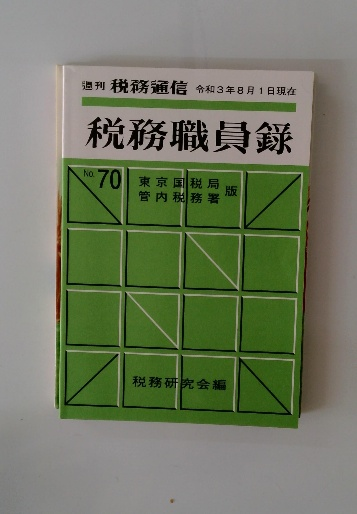 週刊 税務通信 令和3年8月1日現在
税務職員録
No. 70
東京国税局
管内税務署 版
税務研究会編